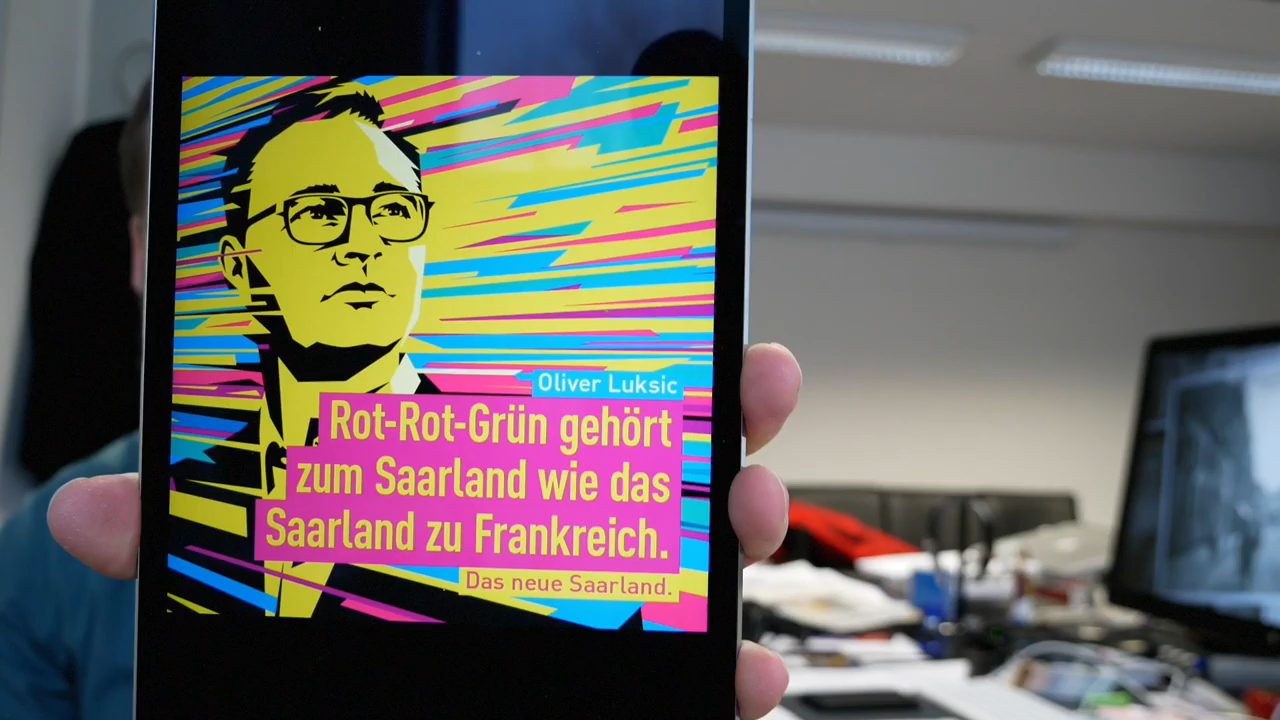 Oliver Luksic
Rot-Rot-Grün gehört
zum Saarland wie das
Saarland zu Frankreich.
Das neue Saarland.